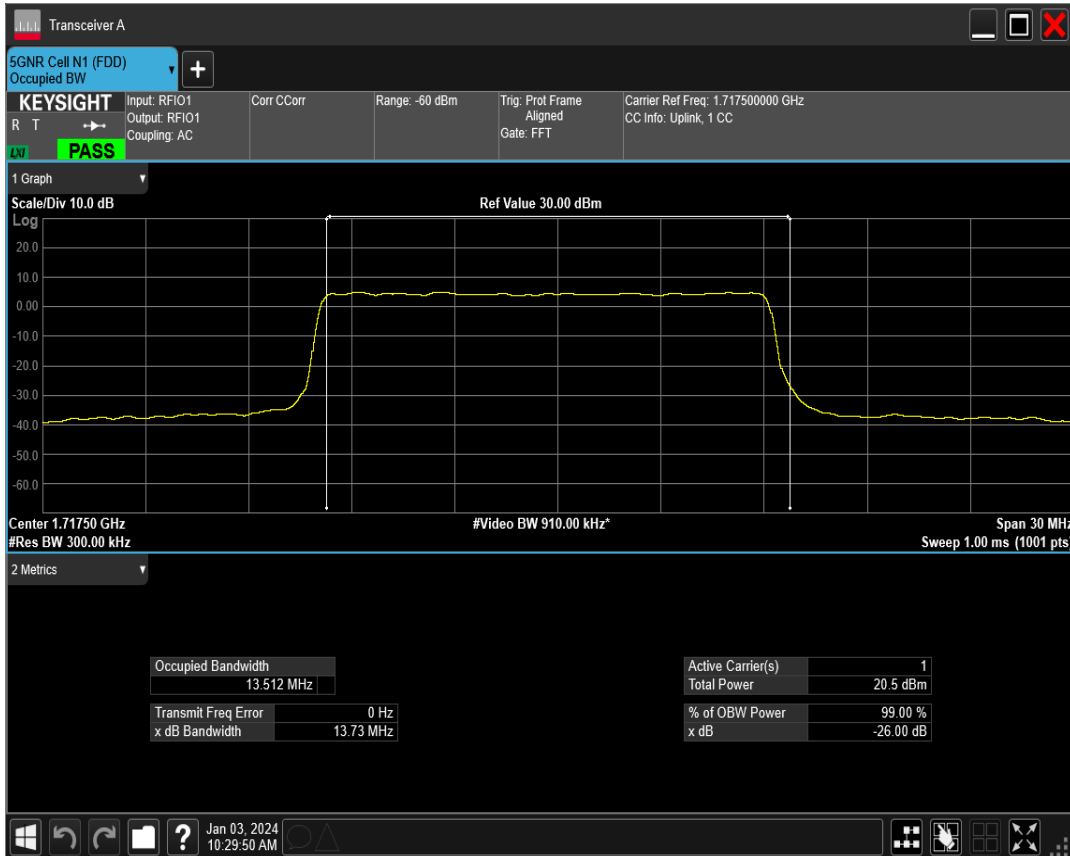 Transceiver A
5GNR Cell N1 (FDD)
Occupied BW
+
KEYSIGHT
R T
LXI
PASS
Input: RFIO1
Output: RFIO1
Coupling: AC
Corr CCorr
Range: -60 dBm
Trig: Prot Frame
Aligned
Gate: FFT
Carrier Ref Freq: 1.717500000 GHz
CC Info: Uplink, 1 CC
1 Graph
Scale/Div 10.0 dB
Ref Value 30.00 dBm
Log
20.0
10.0
0.00
-10.0
-20.0
-30.0
-40.0
-50.0
-60.0
Center 1.71750 GHz
#Video BW 910.00 kHz*
Span 30 MHz
#Res BW 300.00 kHz
Sweep 1.00 ms (1001 pts)
2 Metrics
Occupied Bandwidth
13.512 MHz
Transmit Freq Error 0 Hz
x dB Bandwidth 13.73 MHz
Active Carrier(s) 1
Total Power 20.5 dBm
% of OBW Power 99.00 %
x dB -26.00 dB
?
Jan 03, 2024
10:29:50 AM